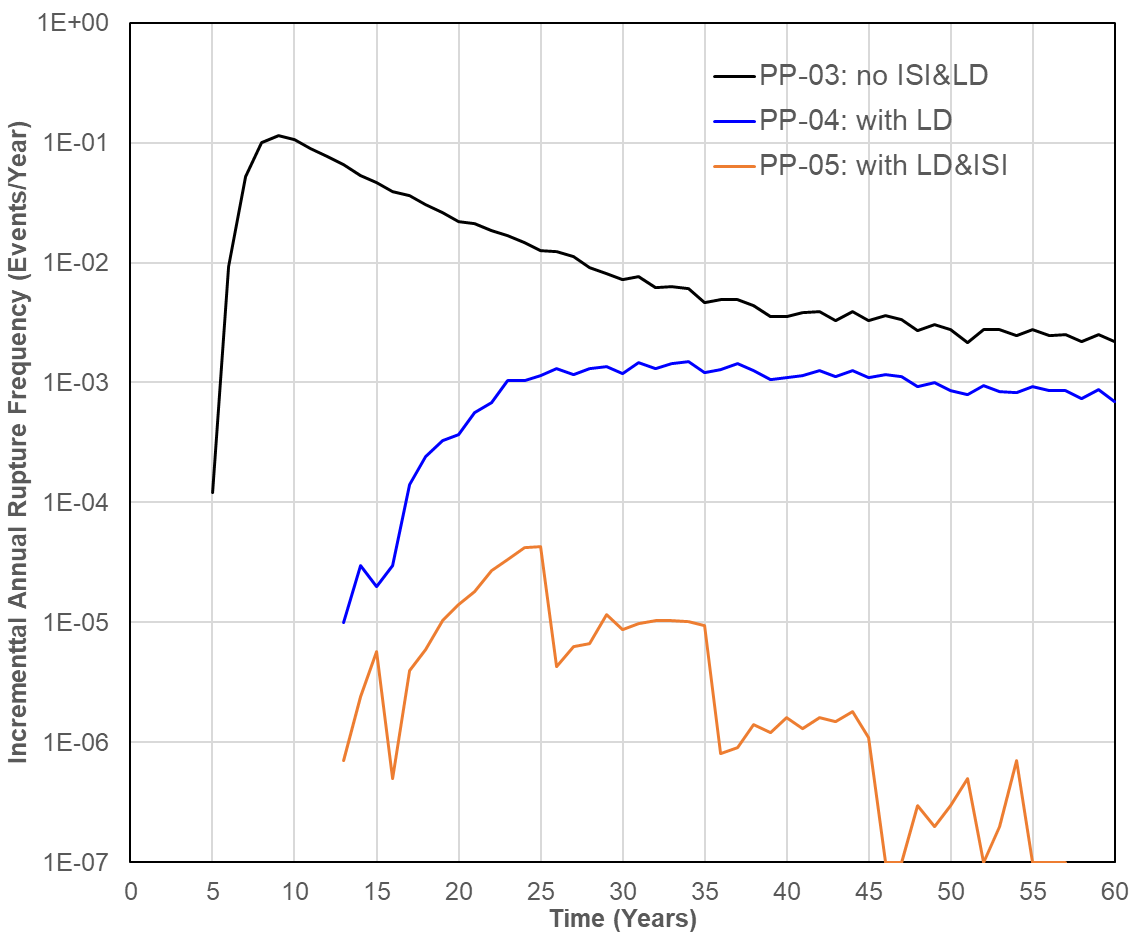 1E+00
1E-01
1E-02
1E-03
1E-04
1E-05
1E-06
1E-07
Incrementtal Annual Rupture Frequency (Events/Year)
PP-03: no ISI&LD
PP-04: with LD
PP-05: with LD&ISI
0 5 10 15 20 25 30 35 40 45 50 55 60
Time (Years)